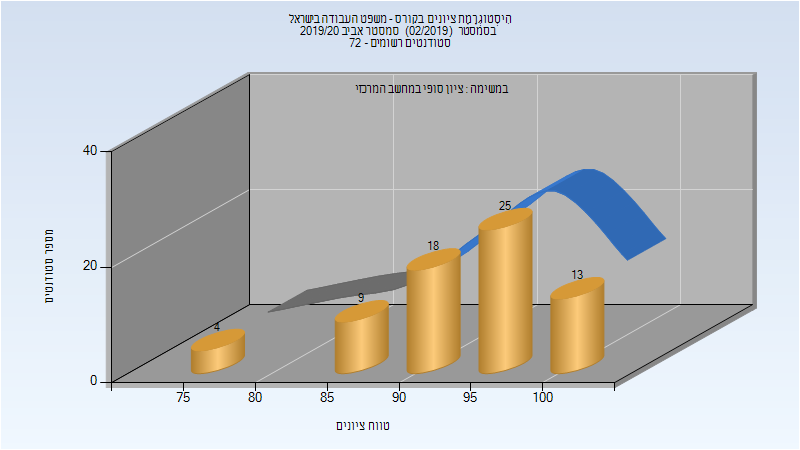 היסטוגרמת ציונים בקורס - משפט העבודה בישראל
בסמסטר (02/2019) סמסטר אביב 2019/20
סטודנטים רשומים - 72
במשימה : ציון סופי במחשב המרכזי
40
20
0
מספר סטודנטים
4
9
18
25
13
75
80
85
90
95
100
טווח ציונים